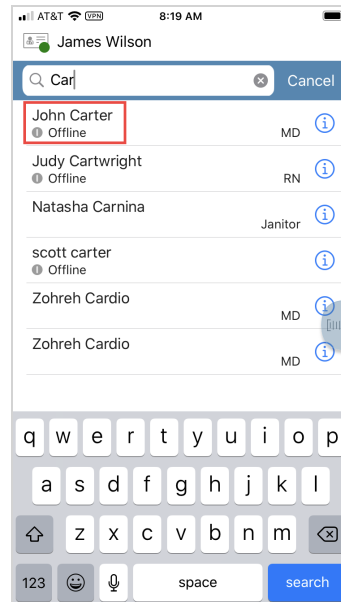 AT&T VPN 8:19 AM
James Wilson
Car Cancel
John Carter
Offline MD
Judy Cartwright
Offline RN
Natasha Carnina
Janitor
scott carter
Offline
Zohreh Cardio
MD
Zohreh Cardio
MD
q w e r t y u i o p
a s d f g h j k l
z x c v b n m
123 space search